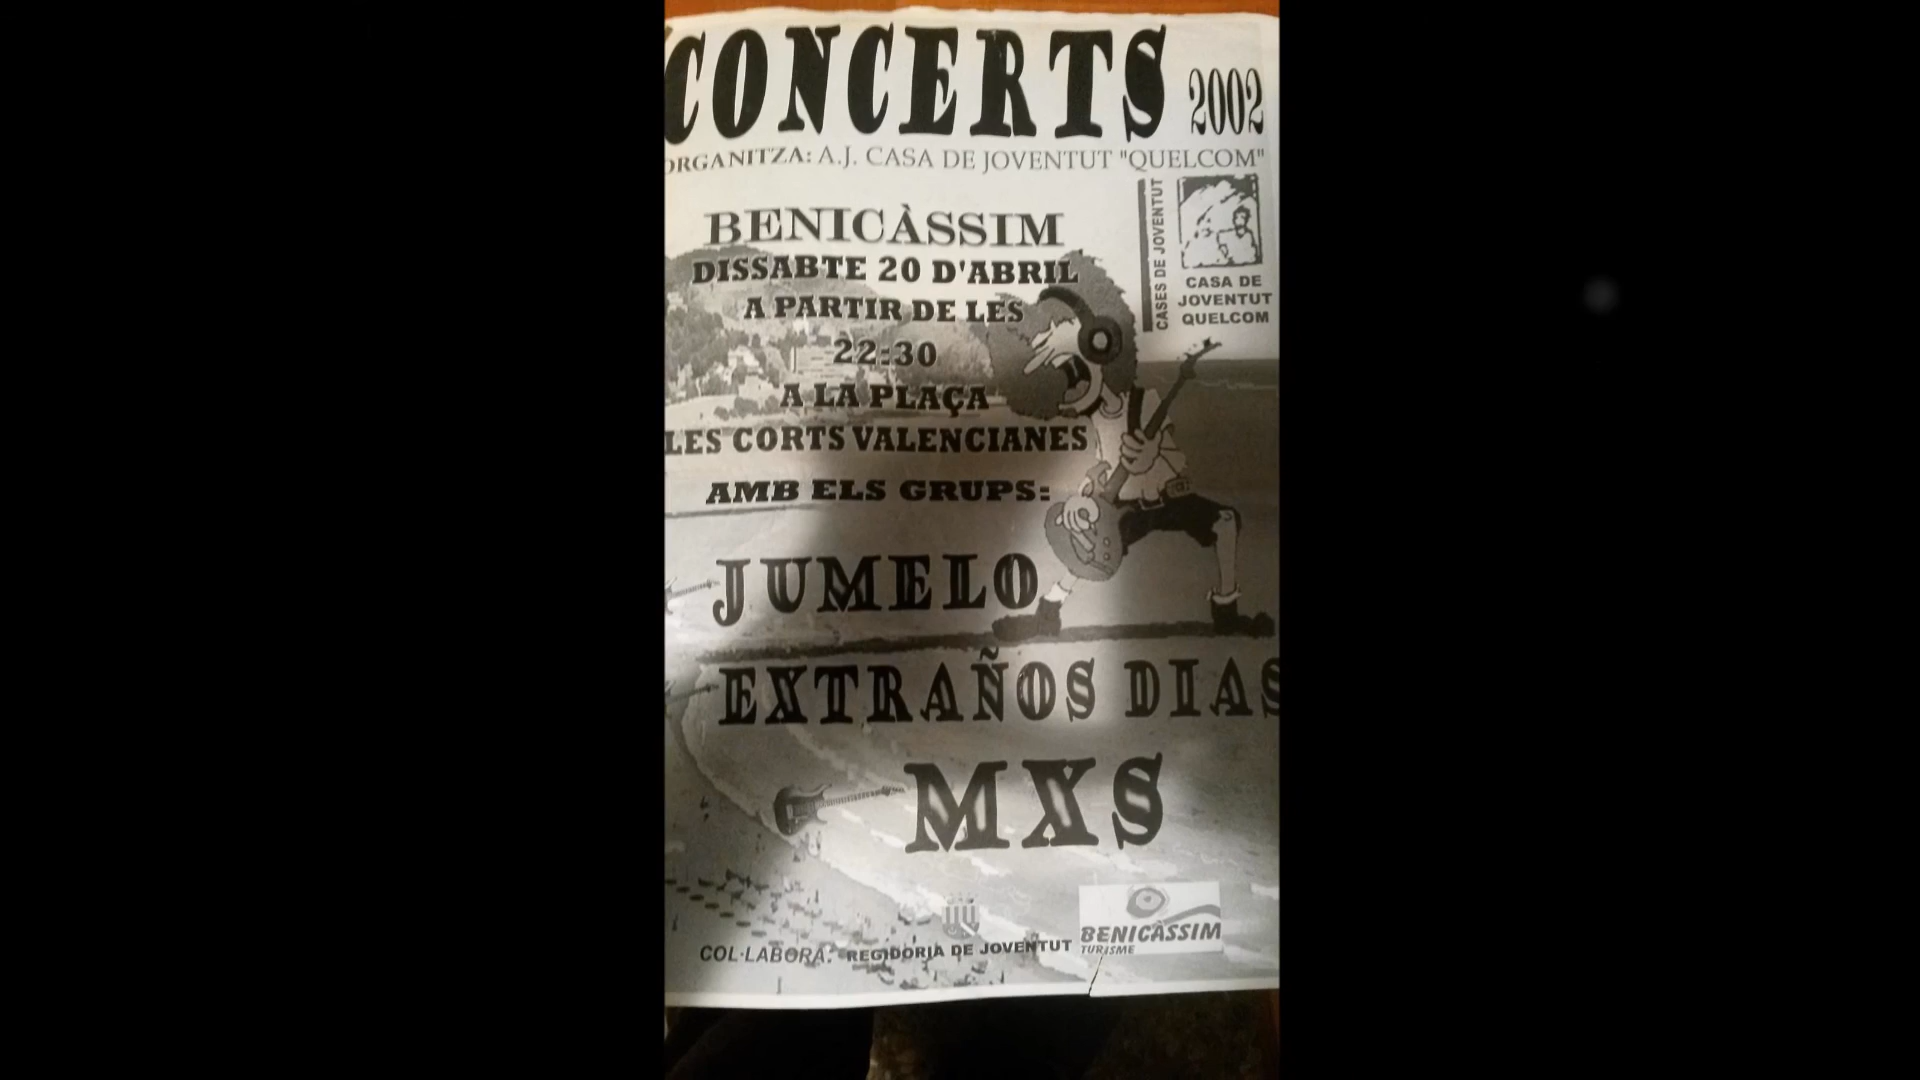 CONCERTS 2002
ORGANITZA: A.J. CASA DE JOVENTUT "QUELCOM"
BENICÀSSIM
DISSABTE 20 D'ABRIL
A PARTIR DE LES
22:30
A LA PLAÇA
LES CORTS VALENCIANES
AMB ELS GRUPS:
CASES DE JOVENTUT
CASA DE
JOVENTUT
QUELCOM
JUMELO
EXTRAÑOS DIAS
MXS
COL·LABORA: REGIDORIA DE JOVENTUT
BENICÀSSIM
TURISME